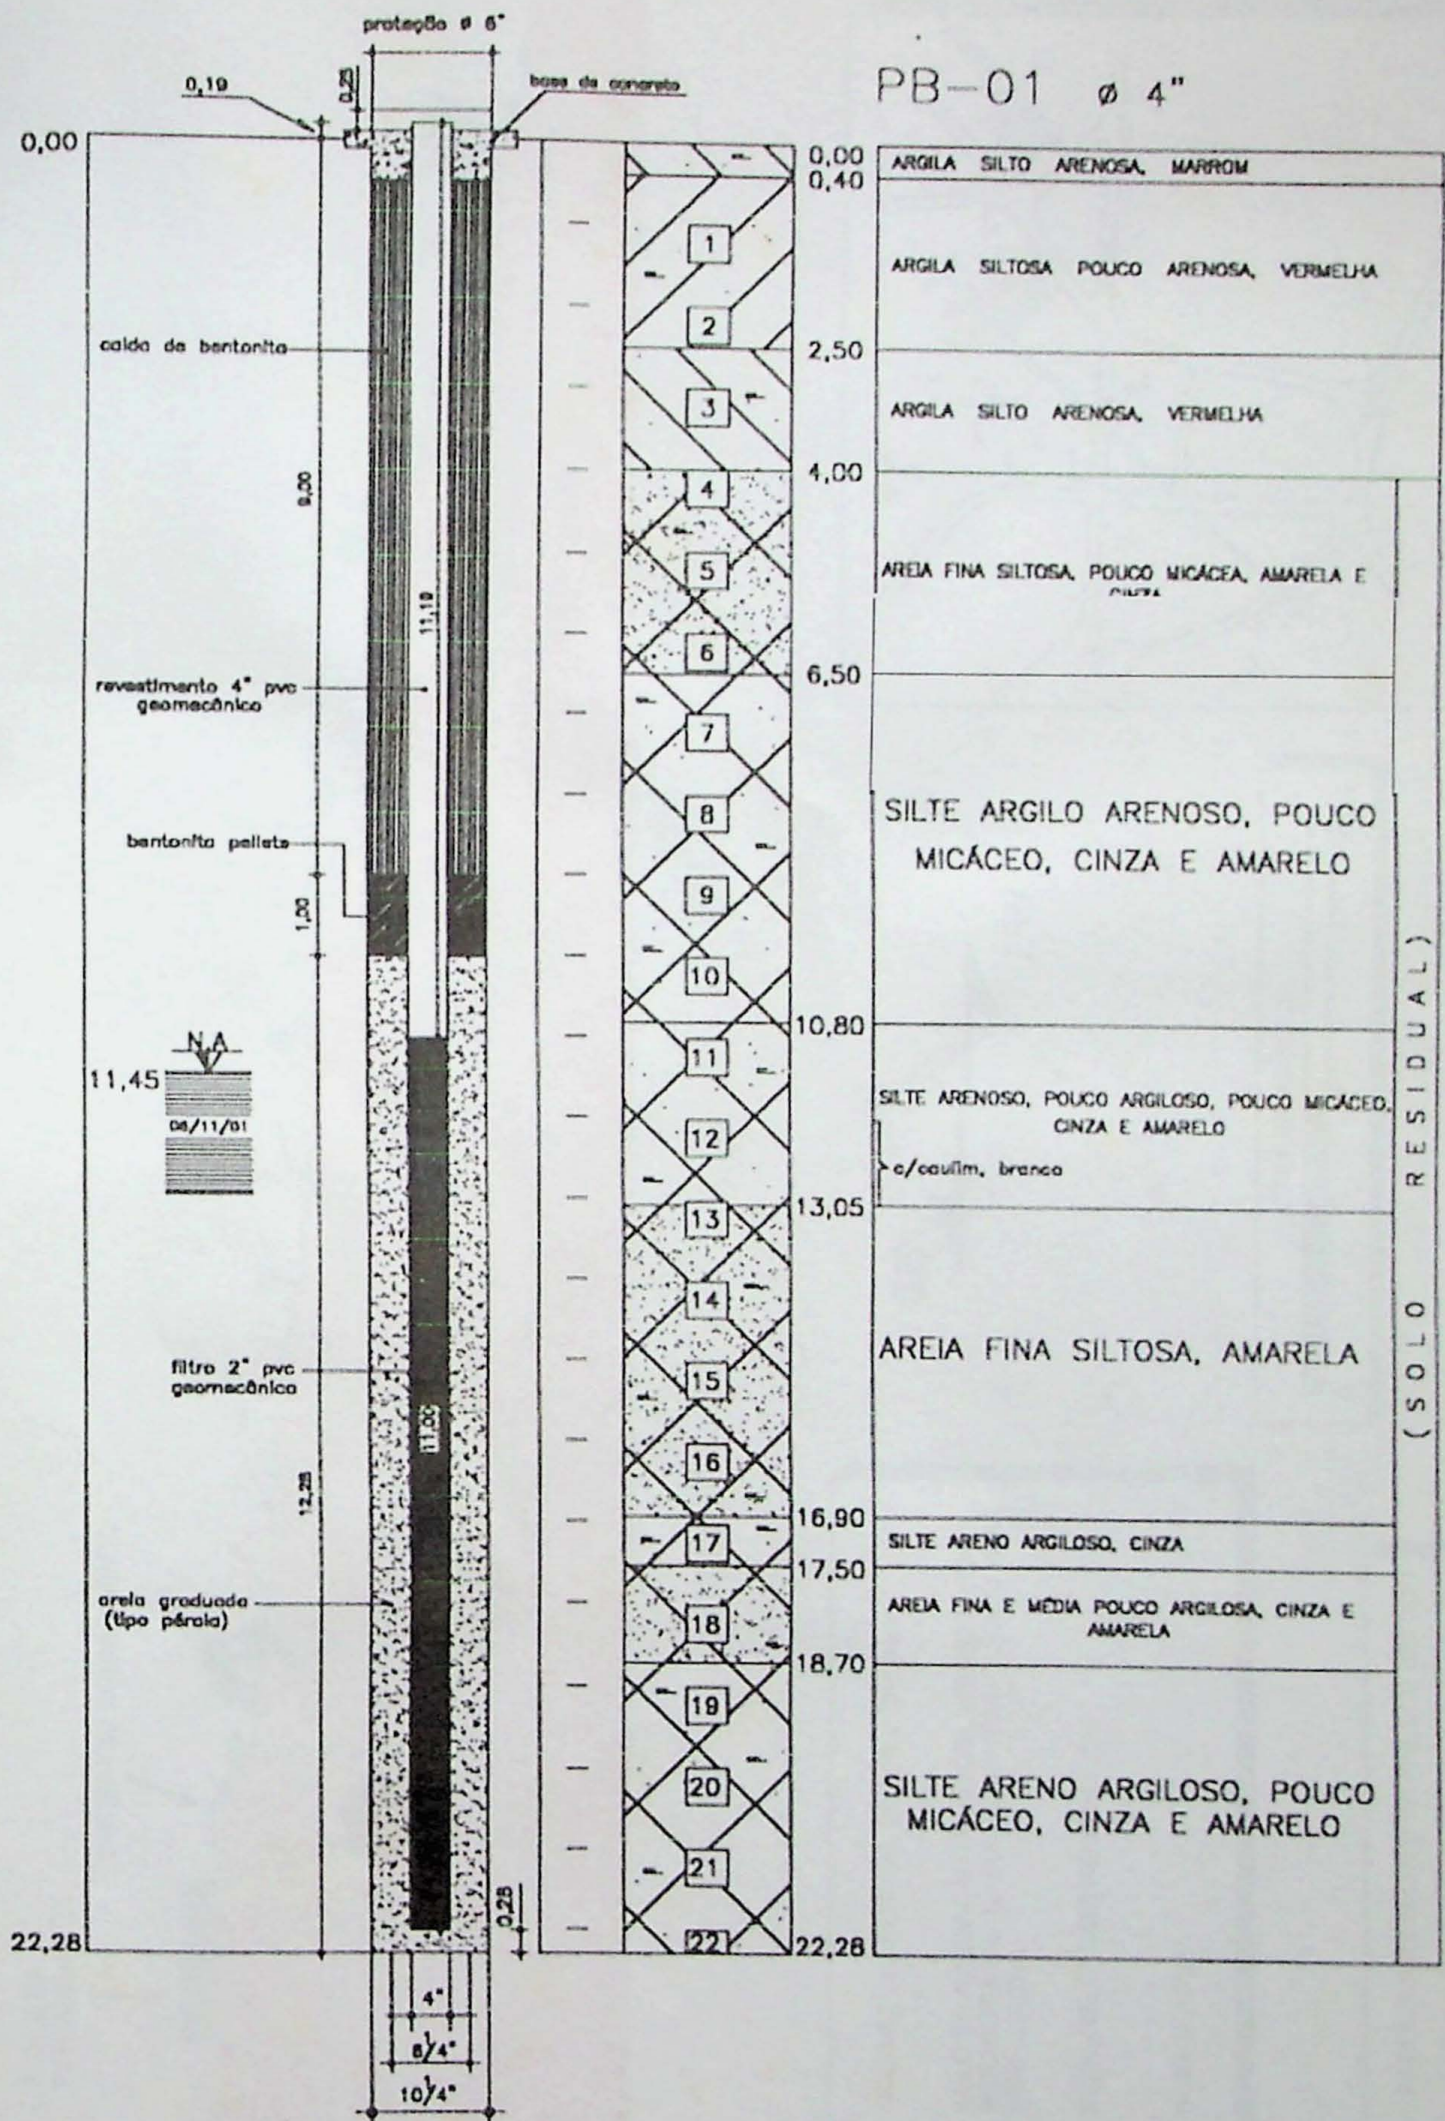 proteção ø 6"
PB-01 ø 4"
0,19
0,25
base de concreto
0,00
0,00
ARGILA SILTO ARENOSA, MARROM
0,40
1
ARGILA SILTOSA POUCO ARENOSA, VERMELHA
2
calda de bentonita
2,50
3
ARGILA SILTO ARENOSA, VERMELHA
4,00
9,00
4
5
AREIA FINA SILTOSA, POUCO MICÁCEA, AMARELA E
CINZA
11,19
6
6,50
revestimento 4" pvc
geomecânico
7
8
SILTE ARGILO ARENOSO, POUCO
MICÁCEO, CINZA E AMARELO
bentonita pellets
1,00
9
10
10,80
N.A
11
11,45
SILTE ARENOSO, POUCO ARGILOSO, POUCO MICÁCEO,
CINZA E AMARELO
/11/01
12
c/caulim, branco
13,05
13
14
AREIA FINA SILTOSA, AMARELA
(SOLO RESIDUAL)
filtro 2" pvc
geomecânico
15
11,00
16
12,28
16,90
17
SILTE ARENO ARGILOSO, CINZA
17,50
areia graduada
(tipo pérola)
18
AREIA FINA E MÉDIA POUCO ARGILOSA, CINZA E
AMARELA
18,70
19
20
SILTE ARENO ARGILOSO, POUCO
MICÁCEO, CINZA E AMARELO
21
0,28
22,28
22
22,28
4"
8 1/4"
10 1/4"